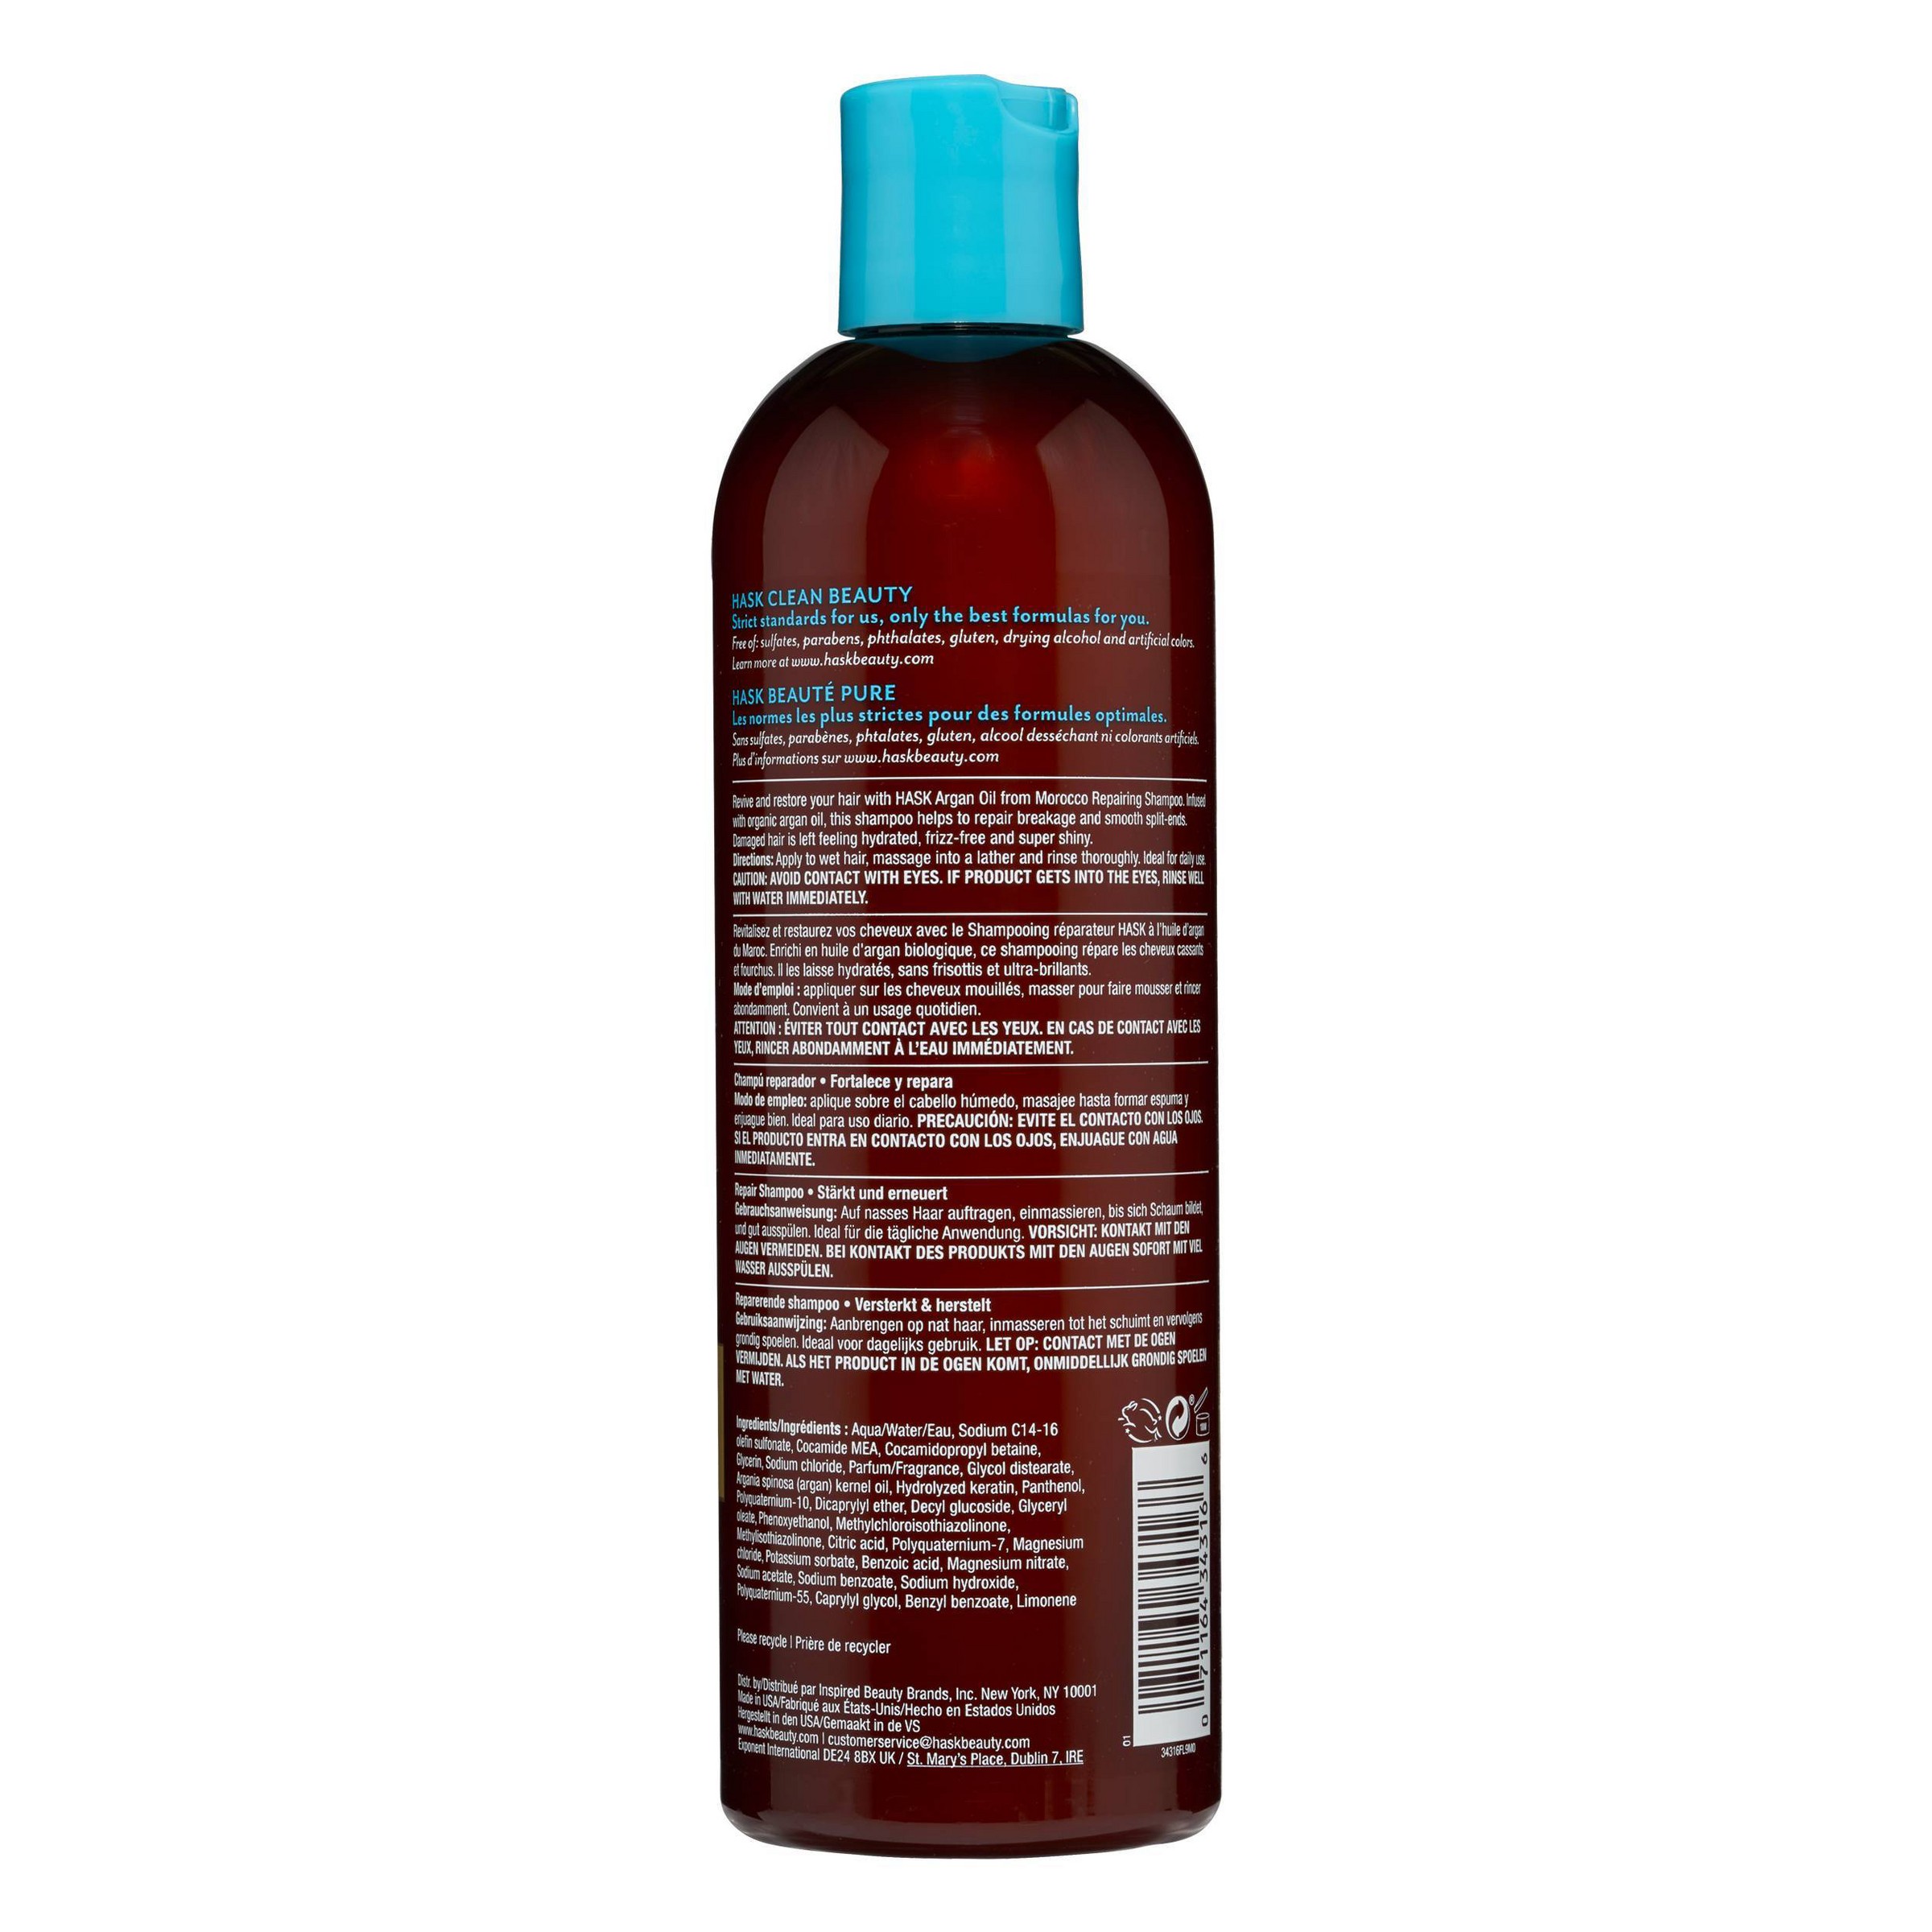 HASK CLEAN BEAUTY
Strict standards for us, only the best formulas for you.
Free of: sulfates, parabens, phthalates, gluten, drying alcohol and artificial colors.
Learn more at www.haskbeauty.com
HASK BEAUTÉ PURE
Les normes les plus strictes pour des formules optimales.
Sans sulfates, parabènes, phtalates, gluten, alcool desséchant ni colorants artificiels.
Plus d'informations sur www.haskbeauty.com
Revive and restore your hair with HASK Argan Oil from Morocco Repairing Shampoo. Infused
with organic argan oil, this shampoo helps to repair breakage and smooth split-ends.
Damaged hair is left feeling hydrated, frizz-free and super shiny.
Directions: Apply to wet hair, massage into a lather and rinse thoroughly. Ideal for daily use.
CAUTION: AVOID CONTACT WITH EYES. IF PRODUCT GETS INTO THE EYES, RINSE WELL
WITH WATER IMMEDIATELY.
Revitalisez et restaurez vos cheveux avec le Shampooing réparateur HASK à l'huile d'argan
du Maroc. Enrichi en huile d'argan biologique, ce shampooing répare les cheveux cassants
et fourchus. Il les laisse hydratés, sans frisottis et ultra-brillants.
Mode d'emploi : appliquer sur les cheveux mouillés, masser pour faire mousser et rincer
abondamment. Convient à un usage quotidien.
ATTENTION : ÉVITER TOUT CONTACT AVEC LES YEUX. EN CAS DE CONTACT AVEC LES
YEUX, RINCER ABONDAMMENT À L'EAU IMMÉDIATEMENT.
Champú reparador • Fortalece y repara
Modo de empleo: aplique sobre el cabello húmedo, masajee hasta formar espuma y
enjuague bien. Ideal para uso diario. PRECAUCIÓN: EVITE EL CONTACTO CON LOS OJOS.
SI EL PRODUCTO ENTRA EN CONTACTO CON LOS OJOS, ENJUAGUE CON AGUA
INMEDIATAMENTE.
Repair Shampoo • Stärkt und erneuert
Gebrauchsanweisung: Auf nasses Haar auftragen, einmassieren, bis sich Schaum bildet,
und gut ausspülen. Ideal für die tägliche Anwendung. VORSICHT: KONTAKT MIT DEN
AUGEN VERMEIDEN. BEI KONTAKT DES PRODUKTS MIT DEN AUGEN SOFORT MIT VIEL
WASSER AUSSPÜLEN.
Reparerende shampoo • Versterkt & herstelt
Gebruiksaanwijzing: Aanbrengen op nat haar, inmasseren tot het schuimt en vervolgens
grondig spoelen. Ideaal voor dagelijks gebruik. LET OP: CONTACT MET DE OGEN
VERMIJDEN. ALS HET PRODUCT IN DE OGEN KOMT, ONMIDDELLIJK GRONDIG SPOELEN
MET WATER.
Ingredients/Ingrédients : Aqua/Water/Eau, Sodium C14-16
olefin sulfonate, Cocamide MEA, Cocamidopropyl betaine,
Glycerin, Sodium chloride, Parfum/Fragrance, Glycol distearate,
Argania spinosa (argan) kernel oil, Hydrolyzed keratin, Panthenol,
Polyquaternium-10, Dicaprylyl ether, Decyl glucoside, Glyceryl
oleate, Phenoxyethanol, Methylchloroisothiazolinone,
Methylisothiazolinone, Citric acid, Polyquaternium-7, Magnesium
chloride, Potassium sorbate, Benzoic acid, Magnesium nitrate,
Sodium acetate, Sodium benzoate, Sodium hydroxide,
Polyquaternium-55, Caprylyl glycol, Benzyl benzoate, Limonene
Please recycle | Prière de recycler
Distr. by/Distribué par Inspired Beauty Brands, Inc. New York, NY 10001
Made in USA/Fabriqué aux États-Unis/Hecho en Estados Unidos
Hergestellt in den USA/Gemaakt in de VS
www.haskbeauty.com | customerservice@haskbeauty.com
Exponent International DE24 8BX UK / St. Mary's Place, Dublin 7, IRE
0 71164 34316 6
01
34316FL9M0